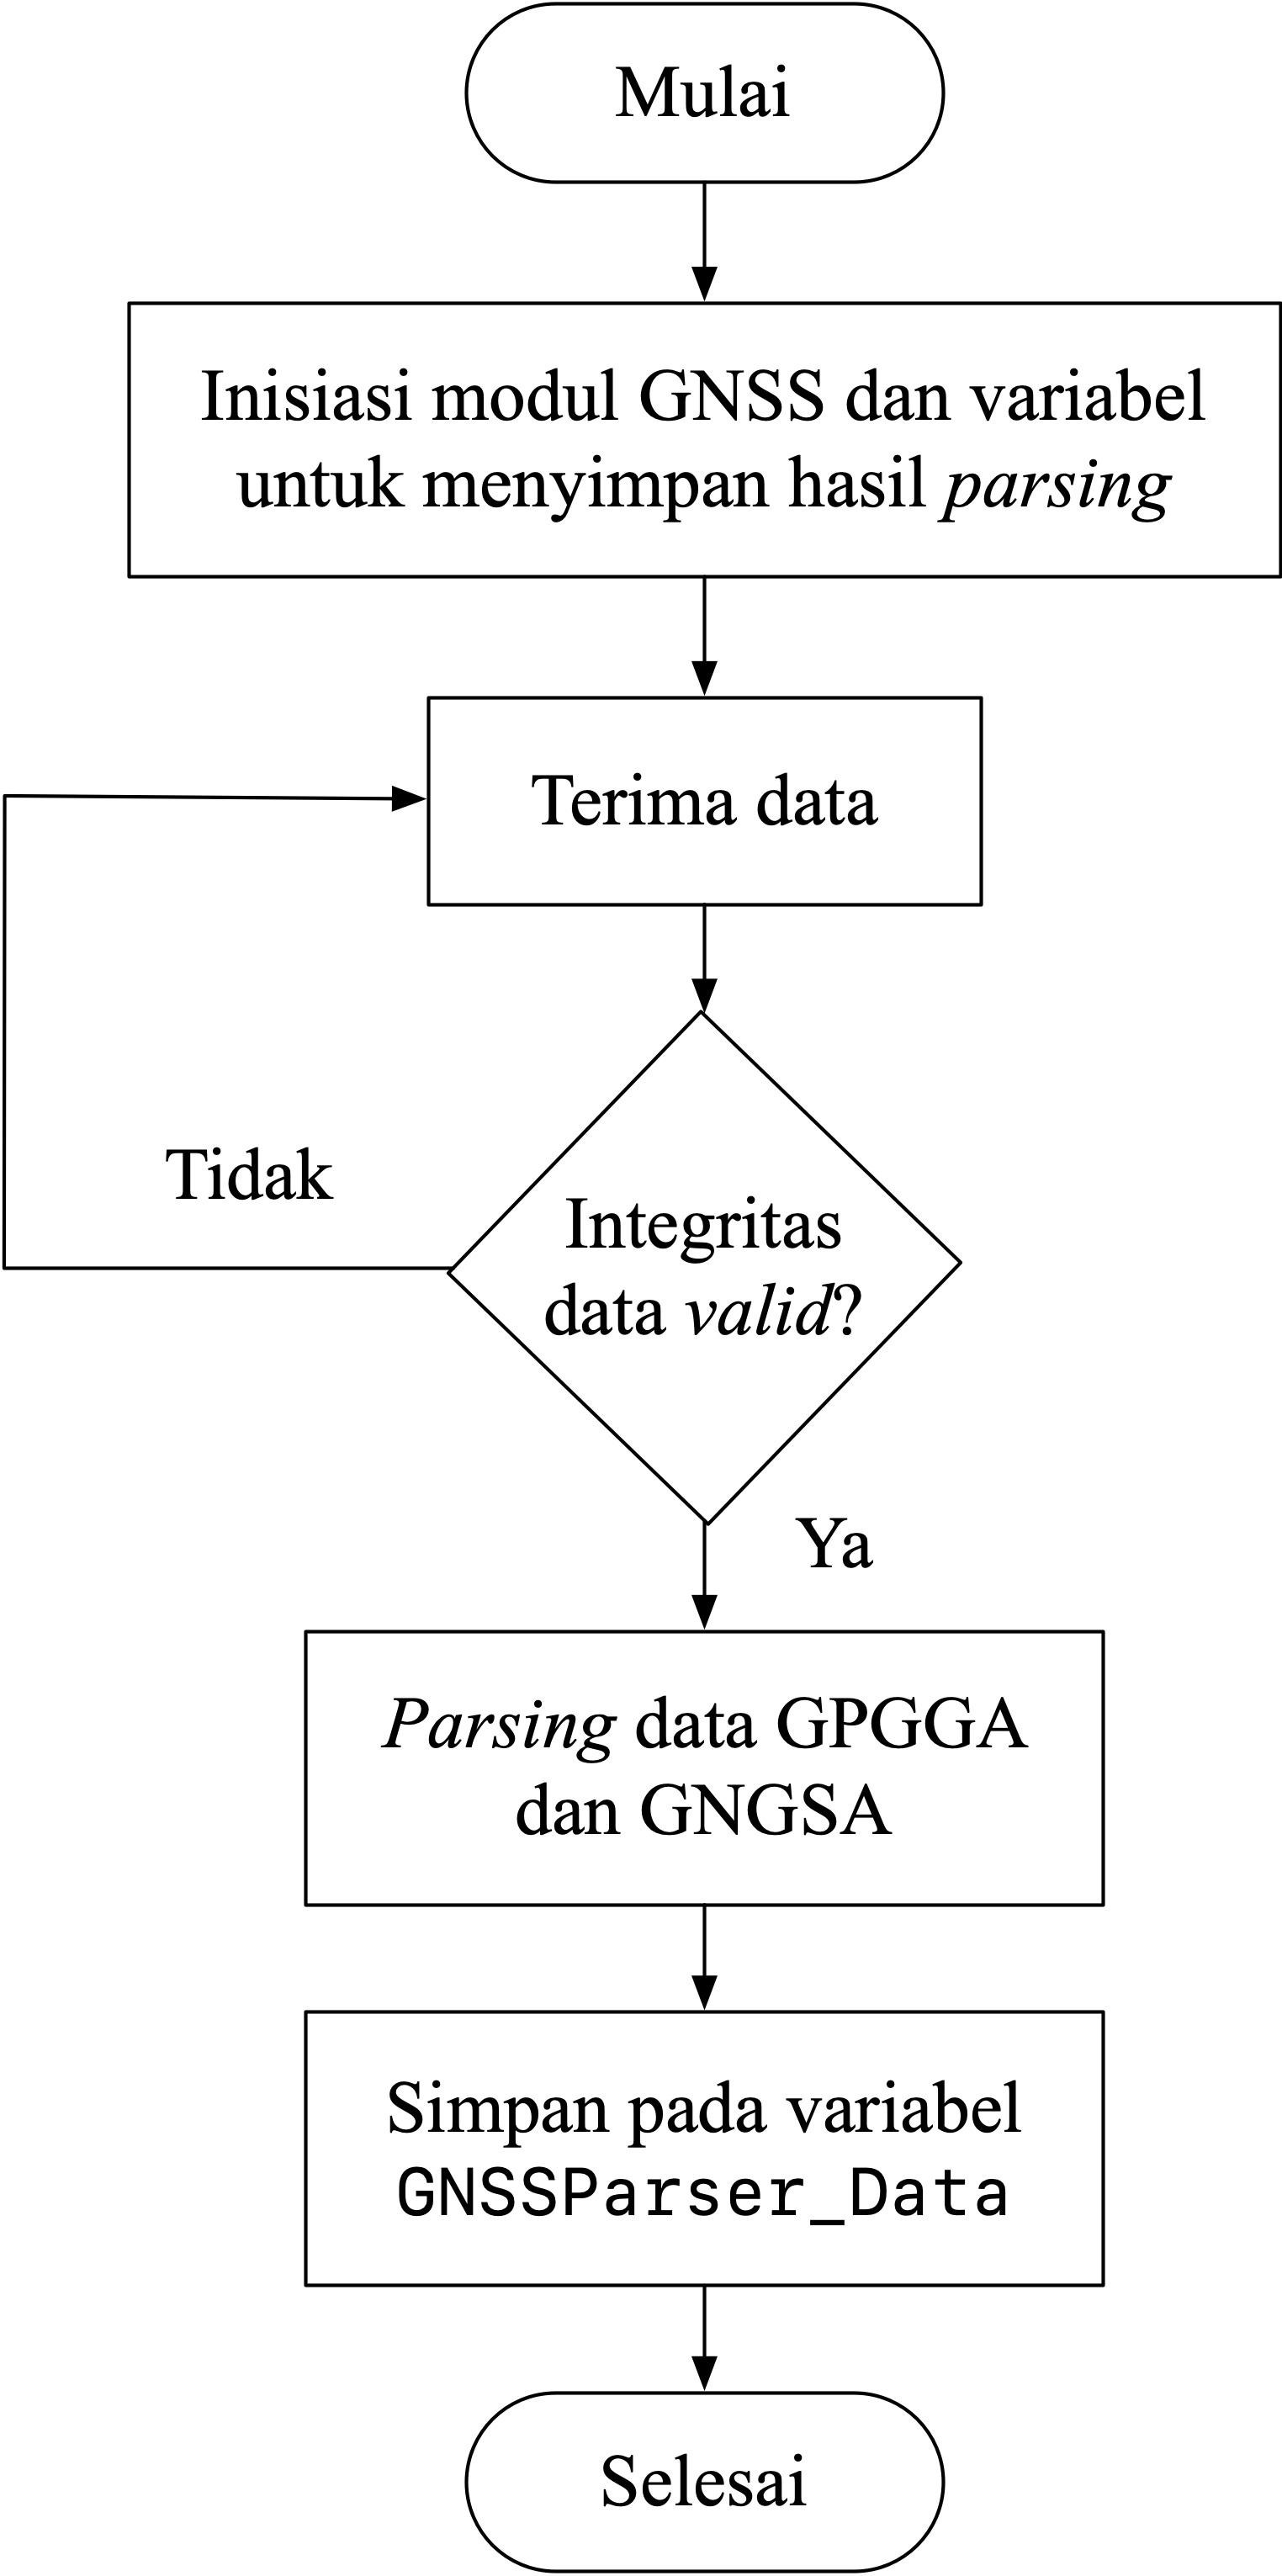 Mulai
Inisiasi modul GNSS dan variabel
untuk menyimpan hasil parsing
Terima data
Tidak
Integritas
data valid?
Ya
Parsing data GPGGA
dan GNGSA
Simpan pada variabel
GNSSParser_Data
Selesai